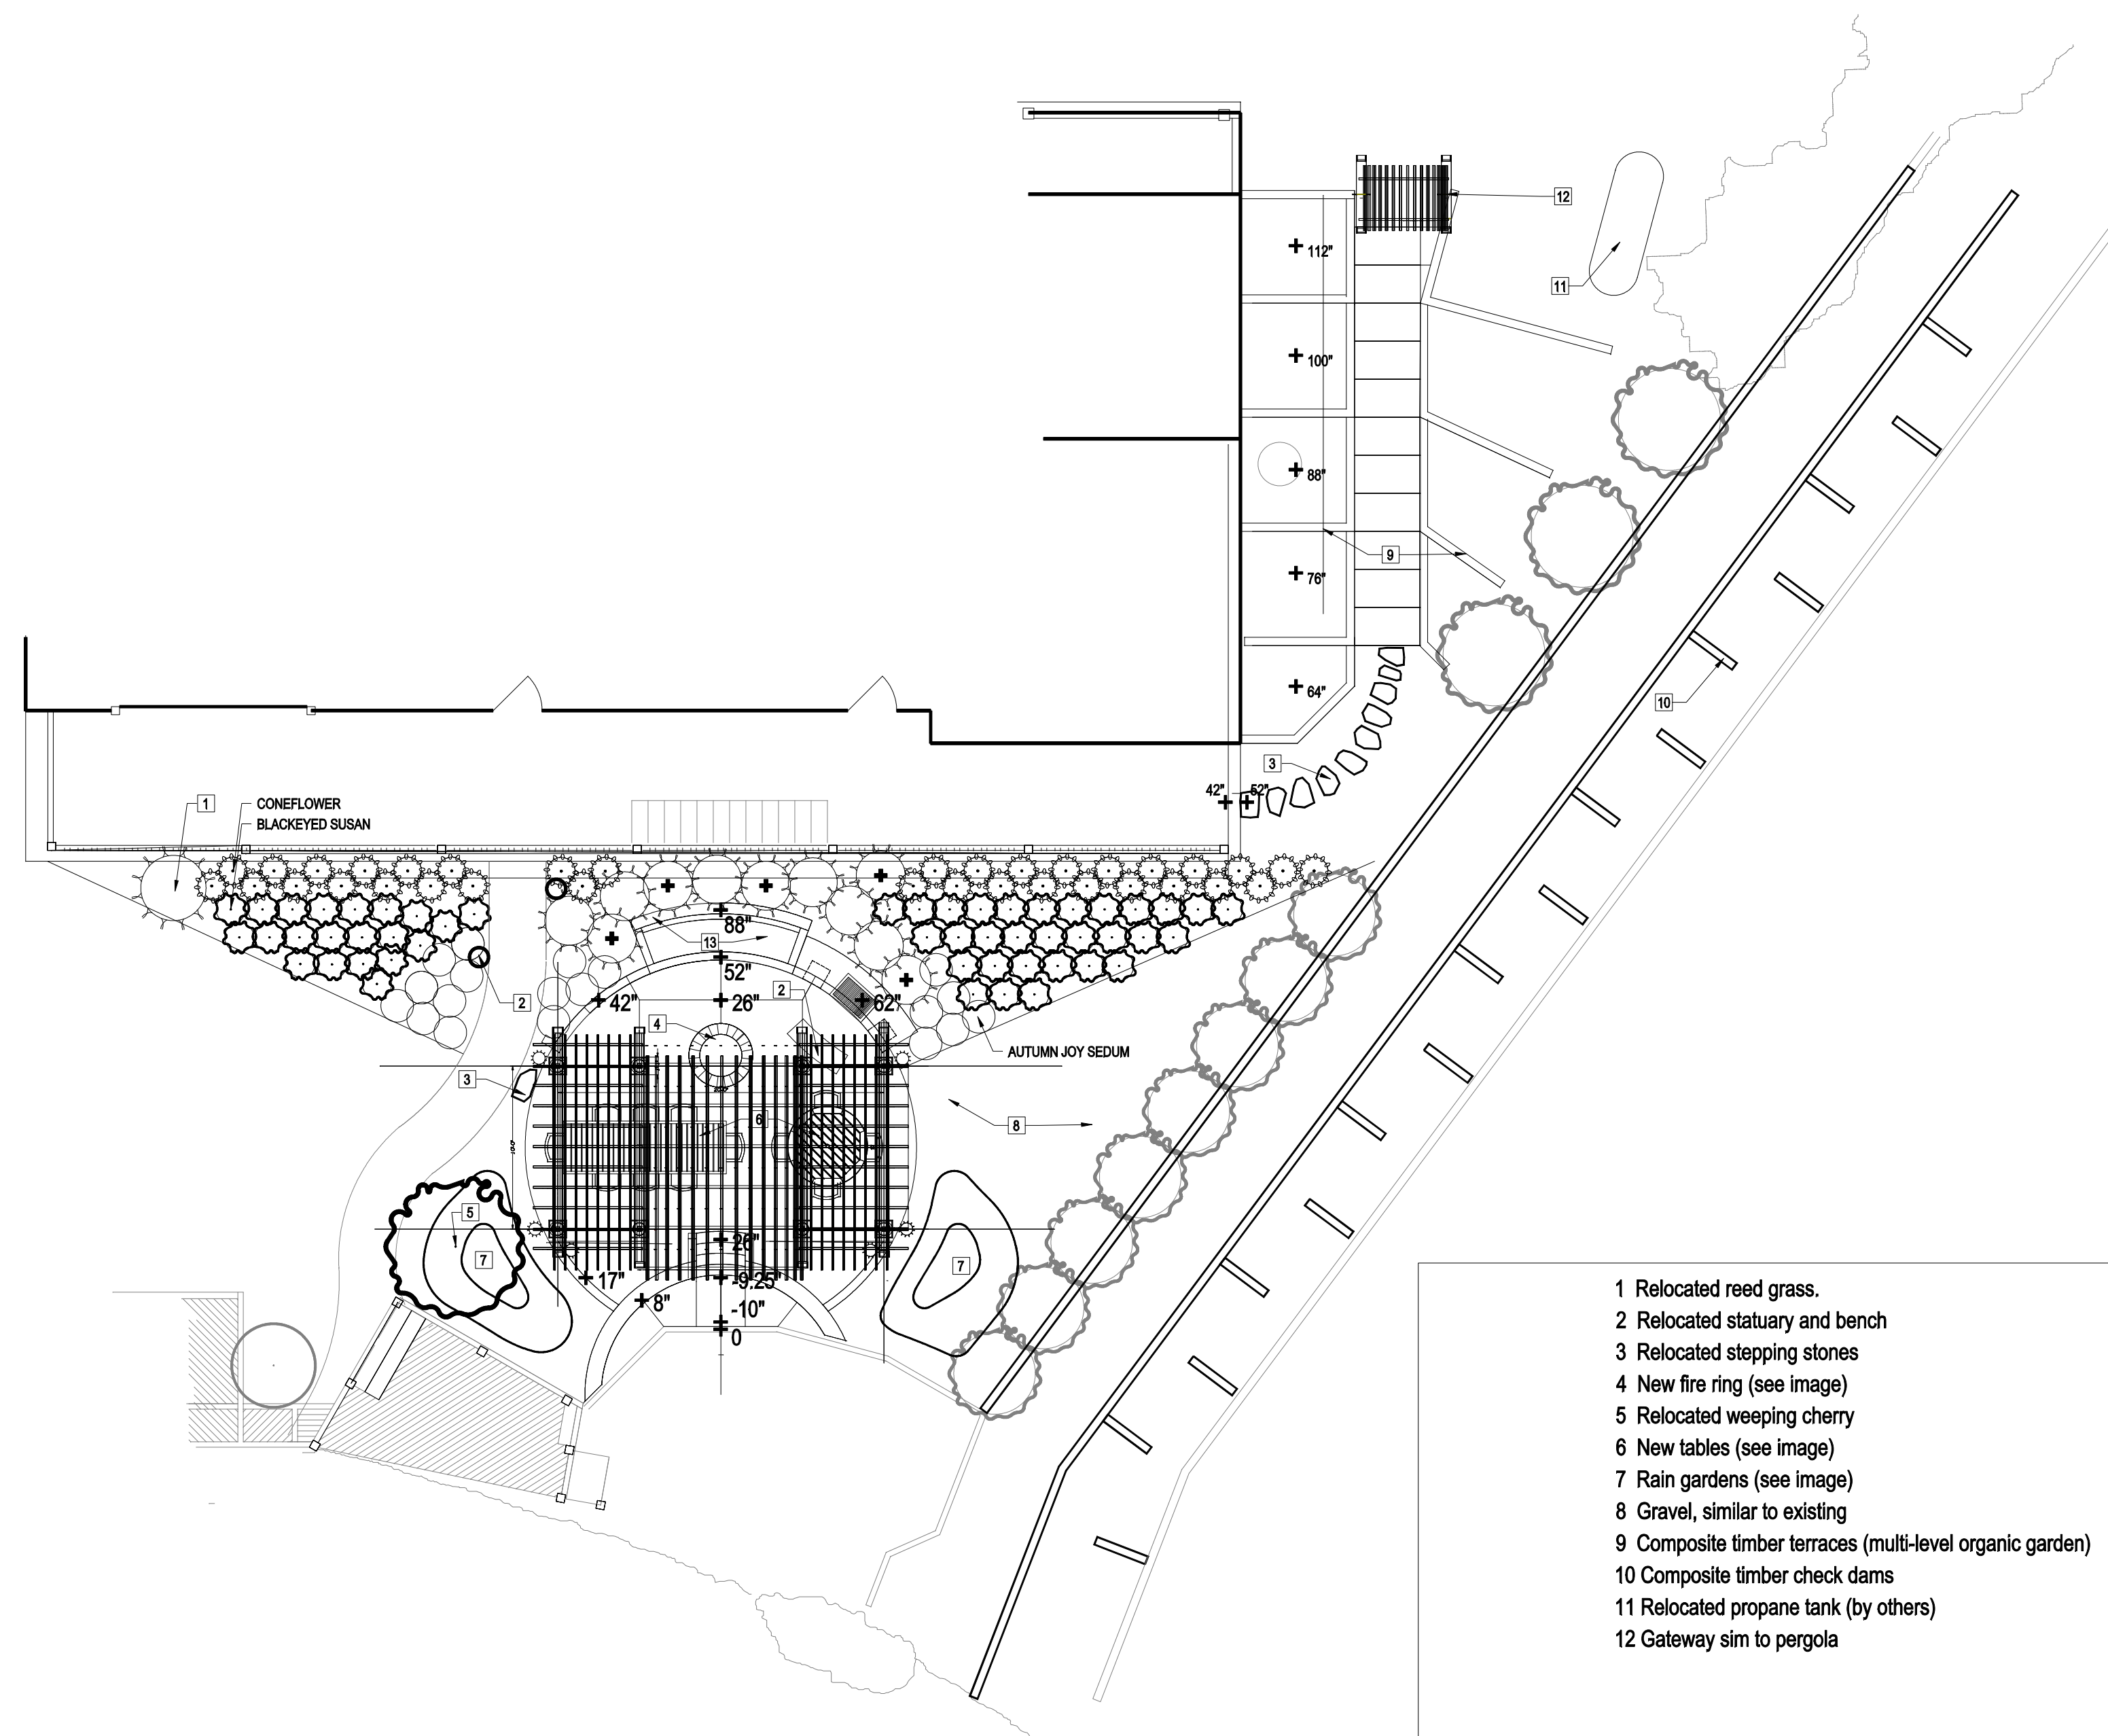 12
112"
11
100"
88"
9
76"
64"
10
3
42" 52"
1
CONEFLOWER
BLACKEYED SUSAN
88"
13
52"
2
2
42"
26"
62"
4
AUTUMN JOY SEDUM
3
6
8
5
7
7
26"
17"
-9.25"
8"
-10"
0
1 Relocated reed grass.
2 Relocated statuary and bench
3 Relocated stepping stones
4 New fire ring (see image)
5 Relocated weeping cherry
6 New tables (see image)
7 Rain gardens (see image)
8 Gravel, similar to existing
9 Composite timber terraces (multi-level organic garden)
10 Composite timber check dams
11 Relocated propane tank (by others)
12 Gateway sim to pergola